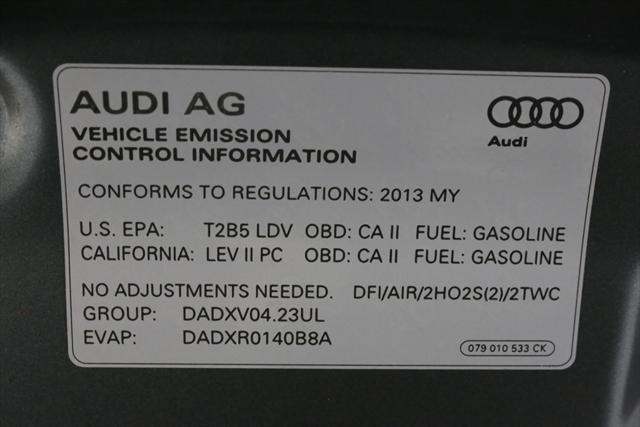 AUDI AG
Audi
VEHICLE EMISSION
CONTROL INFORMATION
CONFORMS TO REGULATIONS: 2013 MY
U.S. EPA: T2B5 LDV OBD: CA II FUEL: GASOLINE
CALIFORNIA: LEV II PC OBD: CA II FUEL: GASOLINE
NO ADJUSTMENTS NEEDED. DFI/AIR/2HO2S(2)/2TWC
GROUP: DADXV04.23UL
EVAP: DADXR0140B8A
079 010 533 CK